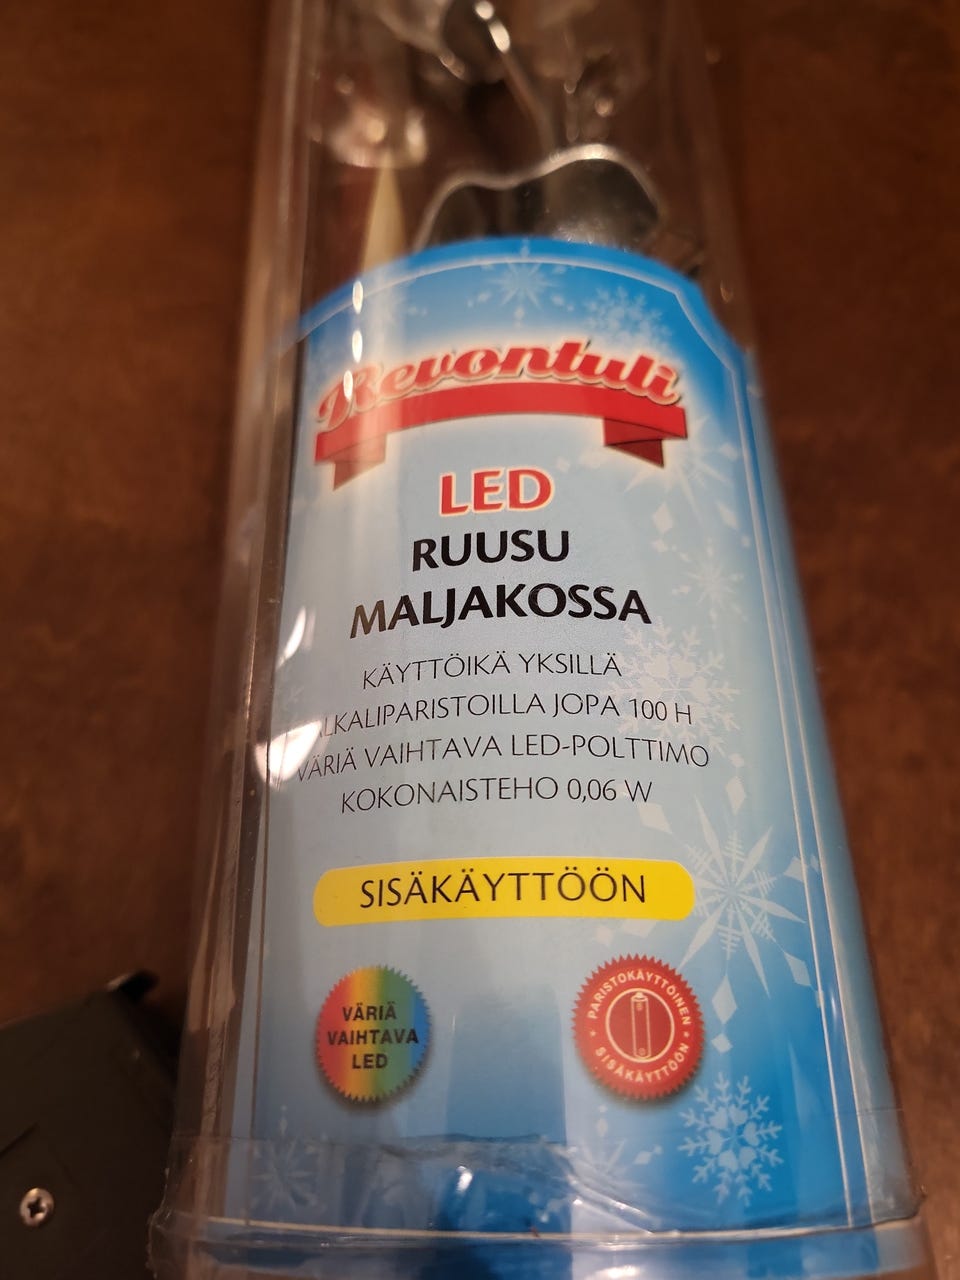 Revontuli
LED
RUUSU
MALJAKOSSA
KÄYTTÖIKÄ YKSILLÄ
ALKALIPARISTOILLA JOPA 100 H
VÄRIÄ VAIHTAVA LED-POLTTIMO
KOKONAISTEHO 0,06 W
SISÄKÄYTTÖÖN
VÄRIÄ
VAIHTAVA
LED
PARISTOKÄYTTÖINEN
SISÄKÄYTTÖÖN